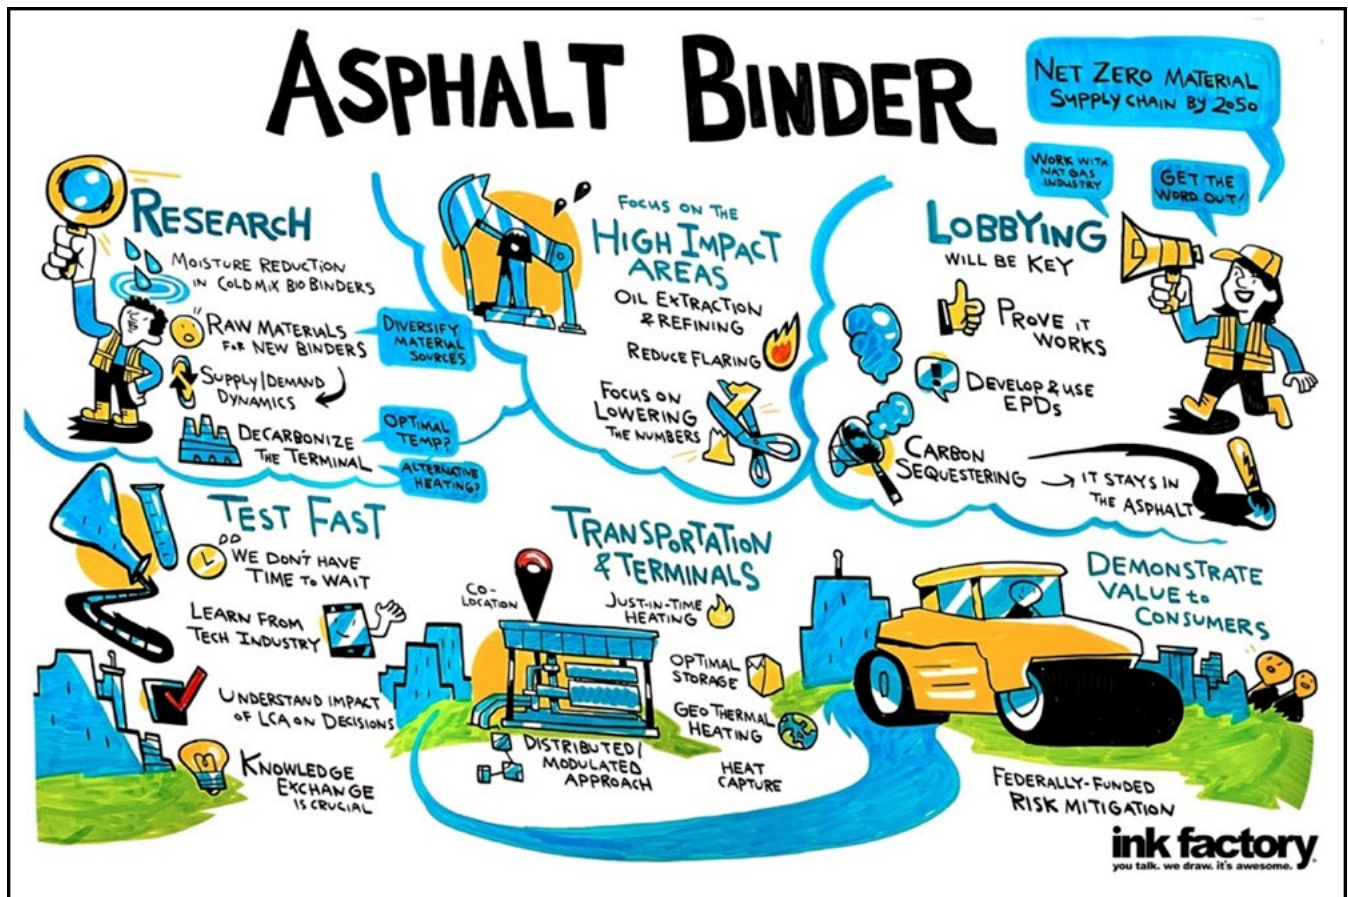 ASPHALT BINDER
NET ZERO MATERIAL
SUPPLY CHAIN BY 2050
WORK WITH
NAT GAS
INDUSTRY
GET THE
WORD OUT!
RESEARCH
MOISTURE REDUCTION
IN COLD MIX BIO BINDERS
RAW MATERIALS
FOR NEW BINDERS
DIVERSIFY
MATERIAL
SOURCES
SUPPLY/DEMAND
DYNAMICS
DECARBONIZE
THE TERMINAL
OPTIMAL
TEMP?
ALTERNATIVE
HEATING?
FOCUS ON THE
HIGH IMPACT
AREAS
OIL EXTRACTION
& REFINING
REDUCE FLARING
FOCUS ON
LOWERING
THE NUMBERS
LOBBYING
WILL BE KEY
PROVE IT
WORKS
DEVELOP & USE
EPDs
CARBON
SEQUESTERING
IT STAYS IN
THE ASPHALT
TEST FAST
WE DON'T HAVE
TIME TO WAIT
LEARN FROM
TECH INDUSTRY
UNDERSTAND IMPACT
OF LCA ON DECISIONS
KNOWLEDGE
EXCHANGE
IS CRUCIAL
TRANSPORTATION
& TERMINALS
CO-
LOCATION
JUST-IN-TIME
HEATING
OPTIMAL
STORAGE
GEO THERMAL
HEATING
HEAT
CAPTURE
DISTRIBUTED/
MODULATED
APPROACH
DEMONSTRATE
VALUE to
CONSUMERS
FEDERALLY-FUNDED
RISK MITIGATION
ink factory
you talk. we draw. it's awesome.